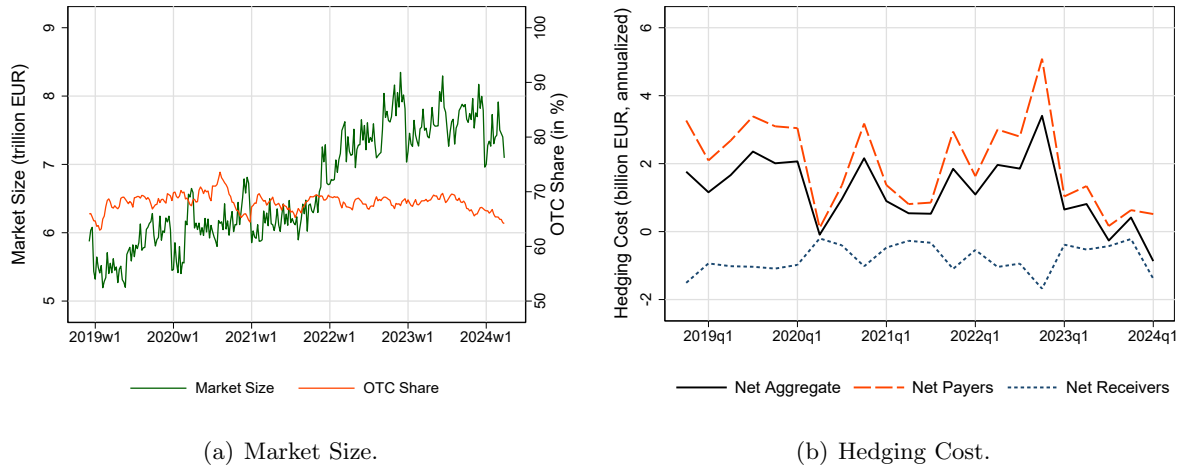 Market Size (trillion EUR)
9
8
7
6
5
100
90
80
70
60
50
OTC Share (in %)
2019w1 2020w1 2021w1 2022w1 2023w1 2024w1
Market Size OTC Share
(a) Market Size.
Hedging Cost (billion EUR, annualized)
6
4
2
0
-2
2019q1 2020q1 2021q1 2022q1 2023q1 2024q1
Net Aggregate Net Payers Net Receivers
(b) Hedging Cost.